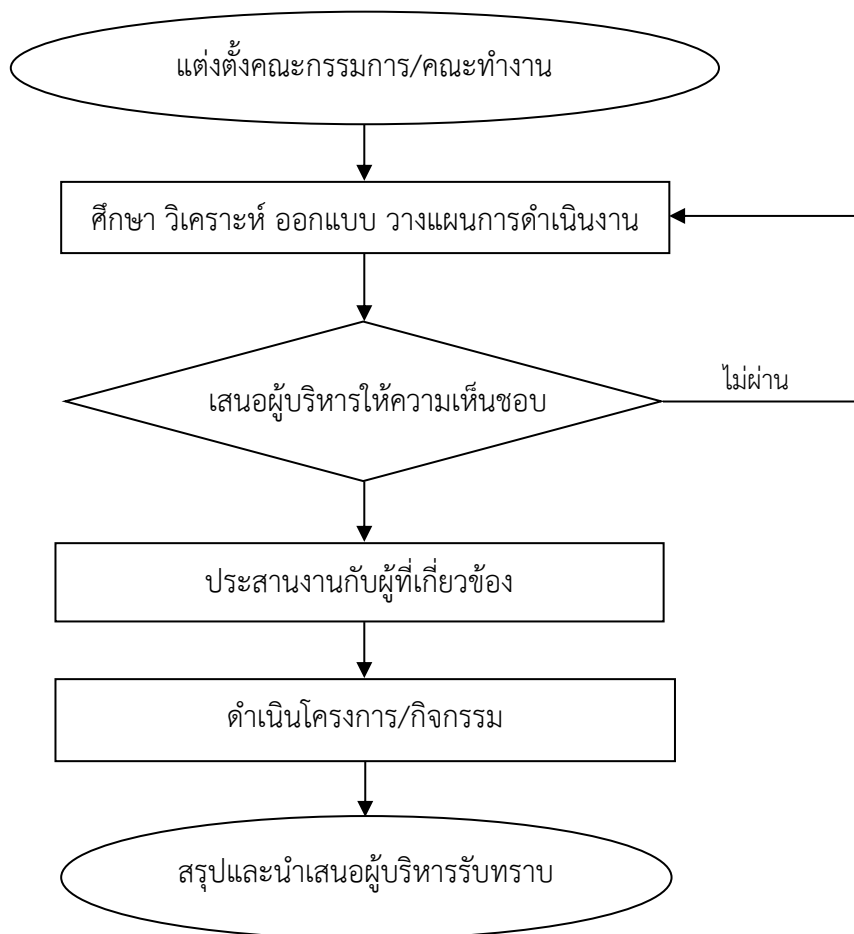 แต่งตั้งคณะกรรมการ/คณะทำงาน
ศึกษา วิเคราะห์ ออกแบบ วางแผนการดำเนินงาน
เสนอผู้บริหารให้ความเห็นชอบ
ไม่ผ่าน
ประสานงานกับผู้ที่เกี่ยวข้อง
ดำเนินโครงการ/กิจกรรม
สรุปและนำเสนอผู้บริหารรับทราบ